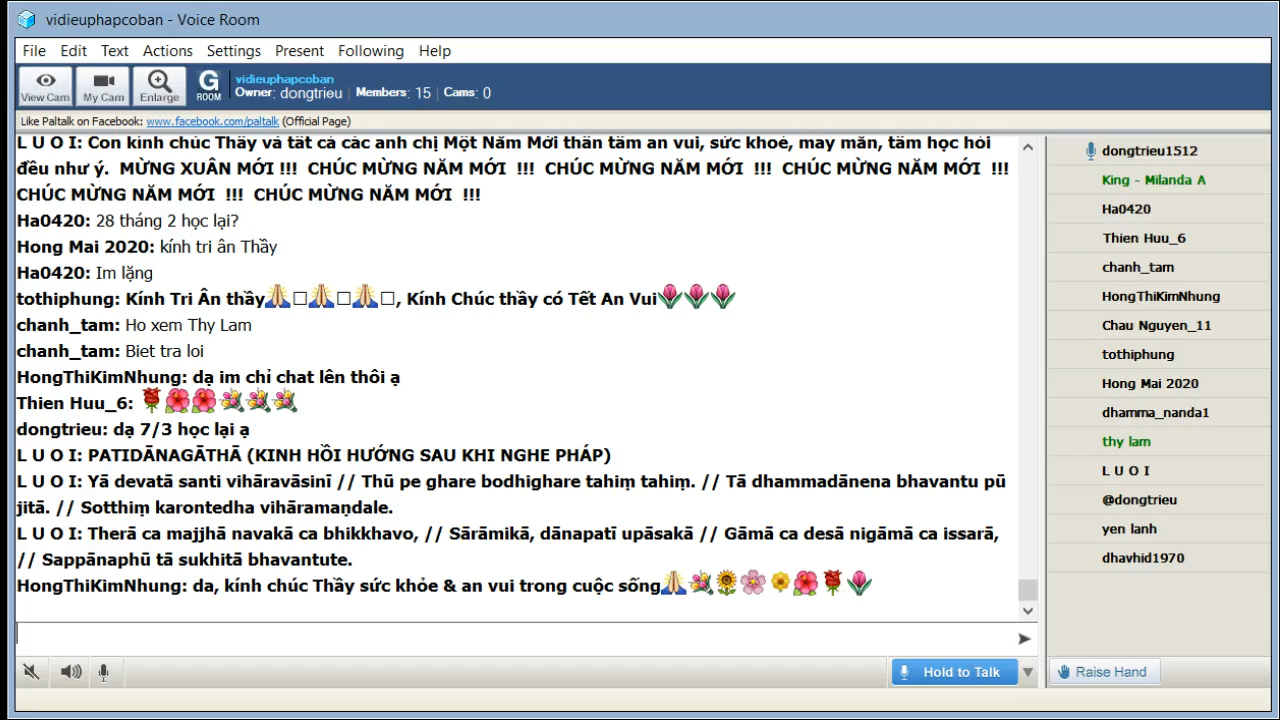 vidieuphapcoban - Voice Room
File Edit Text Actions Settings Present Following Help
View Cam My Cam Enlarge G ROOM
vidieuphapcoban
Owner: dongtrieu | Members: 15 | Cams: 0
Like Paltalk on Facebook: www.facebook.com/paltalk (Official Page)
L U O I: Con kính chúc Thầy và tất cả các anh chị Một Năm Mới thân tâm an vui, sức khoẻ, may mắn, tâm học hỏi
đều như ý. MỪNG XUÂN MỚI !!! CHÚC MỪNG NĂM MỚI !!! CHÚC MỪNG NĂM MỚI !!! CHÚC MỪNG NĂM MỚI !!!
CHÚC MỪNG NĂM MỚI !!! CHÚC MỪNG NĂM MỚI !!!
Ha0420: 28 tháng 2 học lại?
Hong Mai 2020: kính tri ân Thầy
Ha0420: Im lặng
tothiphung: Kính Tri Ân thầy🙏□🙏□🙏□, Kính Chúc thầy có Tết An Vui🌷🌷🌷
chanh_tam: Ho xem Thy Lam
chanh_tam: Biet tra loi
HongThiKimNhung: dạ im chỉ chat lên thôi ạ
Thien Huu_6: 🌹🌺🌺💐💐💐
dongtrieu: dạ 7/3 học lại ạ
L U O I: PATIDĀNAGĀTHĀ (KINH HỒI HƯỚNG SAU KHI NGHE PHÁP)
L U O I: Yā devatā santi vihāravāsinī // Thū pe ghare bodhighare tahiṃ tahiṃ. // Tā dhammadānena bhavantu pū
jitā. // Sotthiṃ karontedha vihāramaṇdale.
L U O I: Therā ca majjhā navakā ca bhikkhavo, // Sārāmikā, dānapatī upāsakā // Gāmā ca desā nigāmā ca issarā,
// Sappānaphū tā sukhitā bhavantute.
HongThiKimNhung: da, kính chúc Thầy sức khỏe & an vui trong cuộc sống🙏💐🌻🌸🌼🌺🌹🌷
dongtrieu1512
King - Milanda A
Ha0420
Thien Huu_6
chanh_tam
HongThiKimNhung
Chau Nguyen_11
tothiphung
Hong Mai 2020
dhamma_nanda1
thy lam
L U O I
@dongtrieu
yen lanh
dhavhid1970
Hold to Talk
Raise Hand